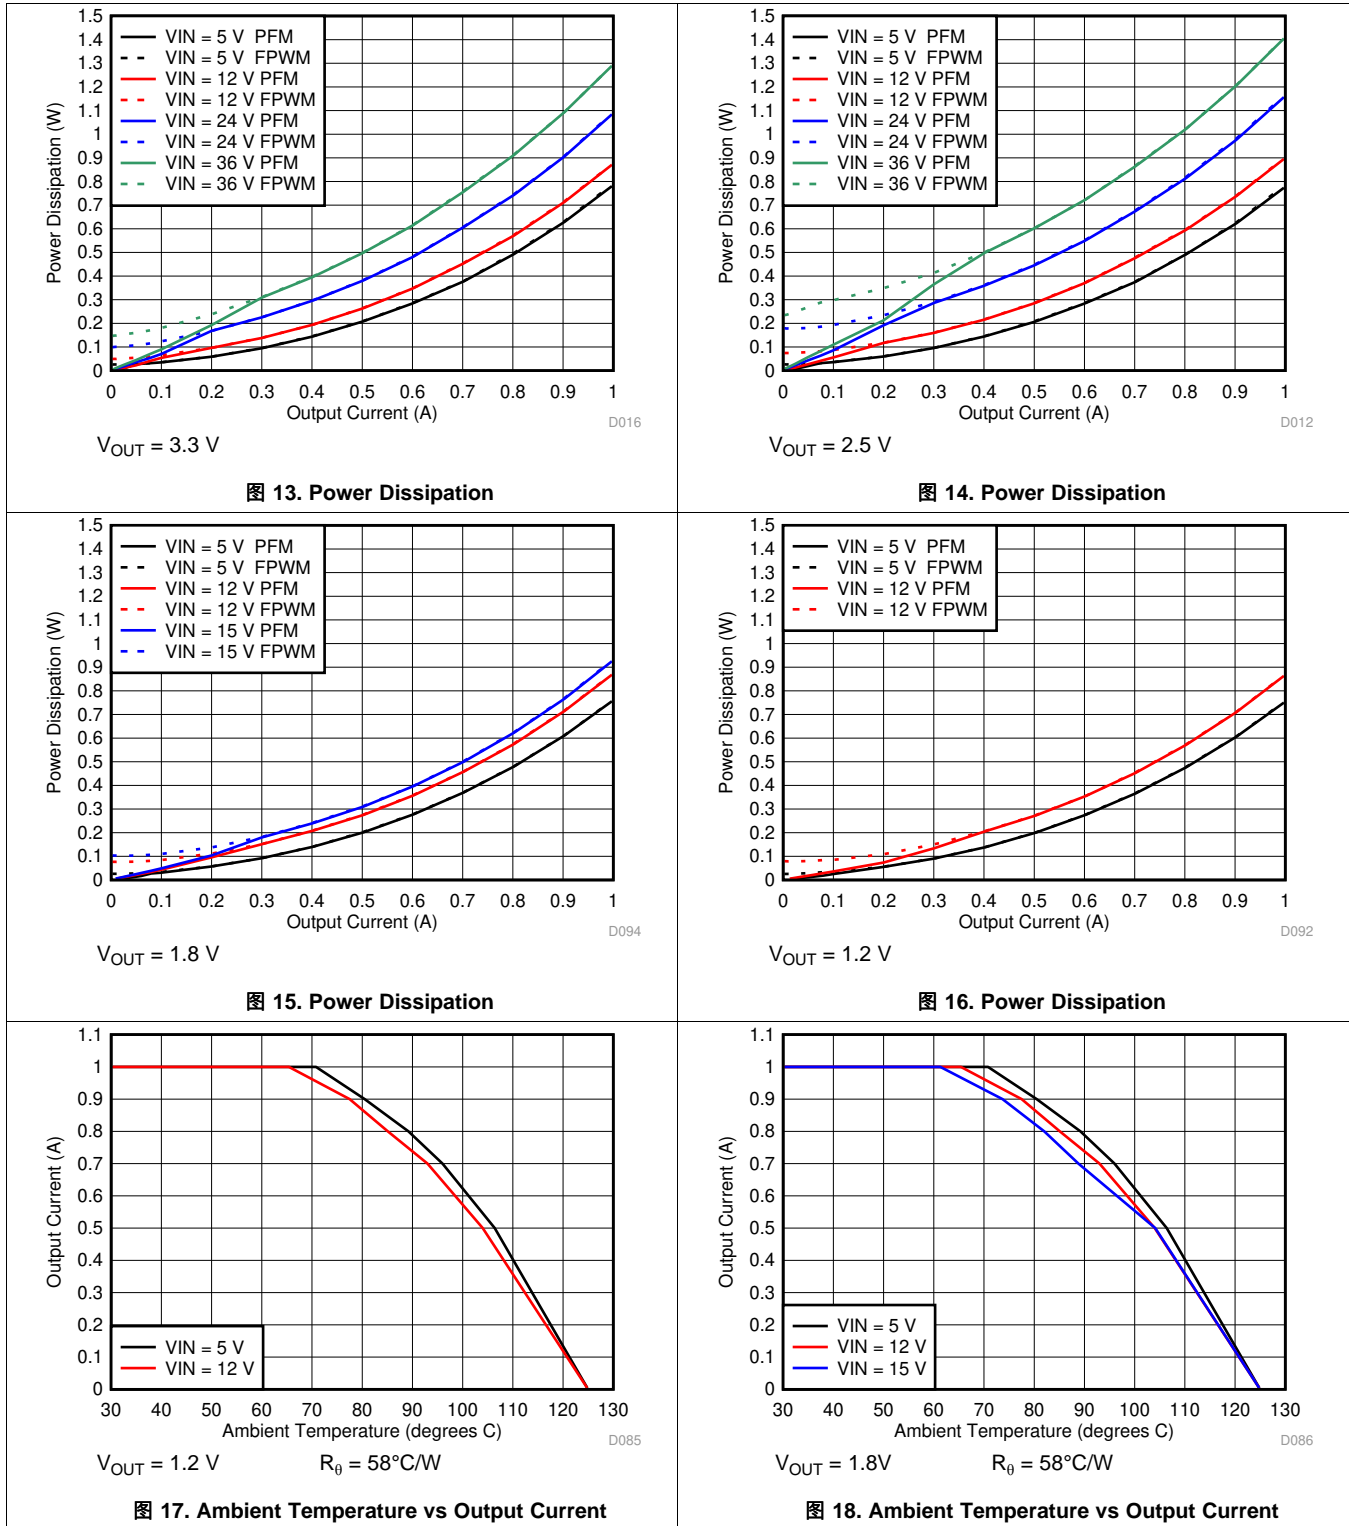 1.5
1.4
1.3
1.2
1.1
1
0.9
0.8
0.7
0.6
0.5
0.4
0.3
0.2
0.1
0
Power Dissipation (W)
VIN = 5 V PFM
VIN = 5 V FPWM
VIN = 12 V PFM
VIN = 12 V FPWM
VIN = 24 V PFM
VIN = 24 V FPWM
VIN = 36 V PFM
VIN = 36 V FPWM
0 0.1 0.2 0.3 0.4 0.5 0.6 0.7 0.8 0.9 1
Output Current (A)
D016
VOUT = 3.3 V
图 13. Power Dissipation
1.5
1.4
1.3
1.2
1.1
1
0.9
0.8
0.7
0.6
0.5
0.4
0.3
0.2
0.1
0
Power Dissipation (W)
VIN = 5 V PFM
VIN = 5 V FPWM
VIN = 12 V PFM
VIN = 12 V FPWM
VIN = 24 V PFM
VIN = 24 V FPWM
VIN = 36 V PFM
VIN = 36 V FPWM
0 0.1 0.2 0.3 0.4 0.5 0.6 0.7 0.8 0.9 1
Output Current (A)
D012
VOUT = 2.5 V
图 14. Power Dissipation
1.5
1.4
1.3
1.2
1.1
1
0.9
0.8
0.7
0.6
0.5
0.4
0.3
0.2
0.1
0
Power Dissipation (W)
VIN = 5 V PFM
VIN = 5 V FPWM
VIN = 12 V PFM
VIN = 12 V FPWM
VIN = 15 V PFM
VIN = 15 V FPWM
0 0.1 0.2 0.3 0.4 0.5 0.6 0.7 0.8 0.9 1
Output Current (A)
D094
VOUT = 1.8 V
图 15. Power Dissipation
1.5
1.4
1.3
1.2
1.1
1
0.9
0.8
0.7
0.6
0.5
0.4
0.3
0.2
0.1
0
Power Dissipation (W)
VIN = 5 V PFM
VIN = 5 V FPWM
VIN = 12 V PFM
VIN = 12 V FPWM
0 0.1 0.2 0.3 0.4 0.5 0.6 0.7 0.8 0.9 1
Output Current (A)
D092
VOUT = 1.2 V
图 16. Power Dissipation
1.1
1
0.9
0.8
0.7
0.6
0.5
0.4
0.3
0.2
0.1
0
Output Current (A)
VIN = 5 V
VIN = 12 V
30 40 50 60 70 80 90 100 110 120 130
Ambient Temperature (degrees C)
D085
VOUT = 1.2 V Rθ = 58°C/W
图 17. Ambient Temperature vs Output Current
1.1
1
0.9
0.8
0.7
0.6
0.5
0.4
0.3
0.2
0.1
0
Output Current (A)
VIN = 5 V
VIN = 12 V
VIN = 15 V
30 40 50 60 70 80 90 100 110 120 130
Ambient Temperature (degrees C)
D086
VOUT = 1.8V Rθ = 58°C/W
图 18. Ambient Temperature vs Output Current